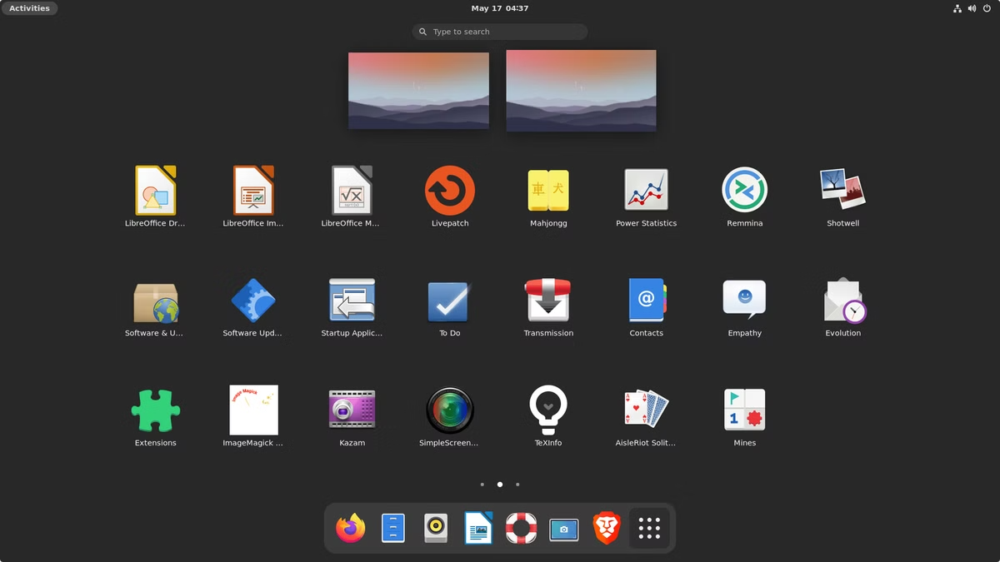 Activities
May 17 04:37
Type to search
LibreOffice Dr...
LibreOffice Im...
LibreOffice M...
Livepatch
Mahjongg
Power Statistics
Remmina
Shotwell
Software & U...
Software Upd...
Startup Applic...
To Do
Transmission
Contacts
Empathy
Evolution
Extensions
ImageMagick ...
Kazam
SimpleScreen...
TeXInfo
AisleRiot Solit...
Mines